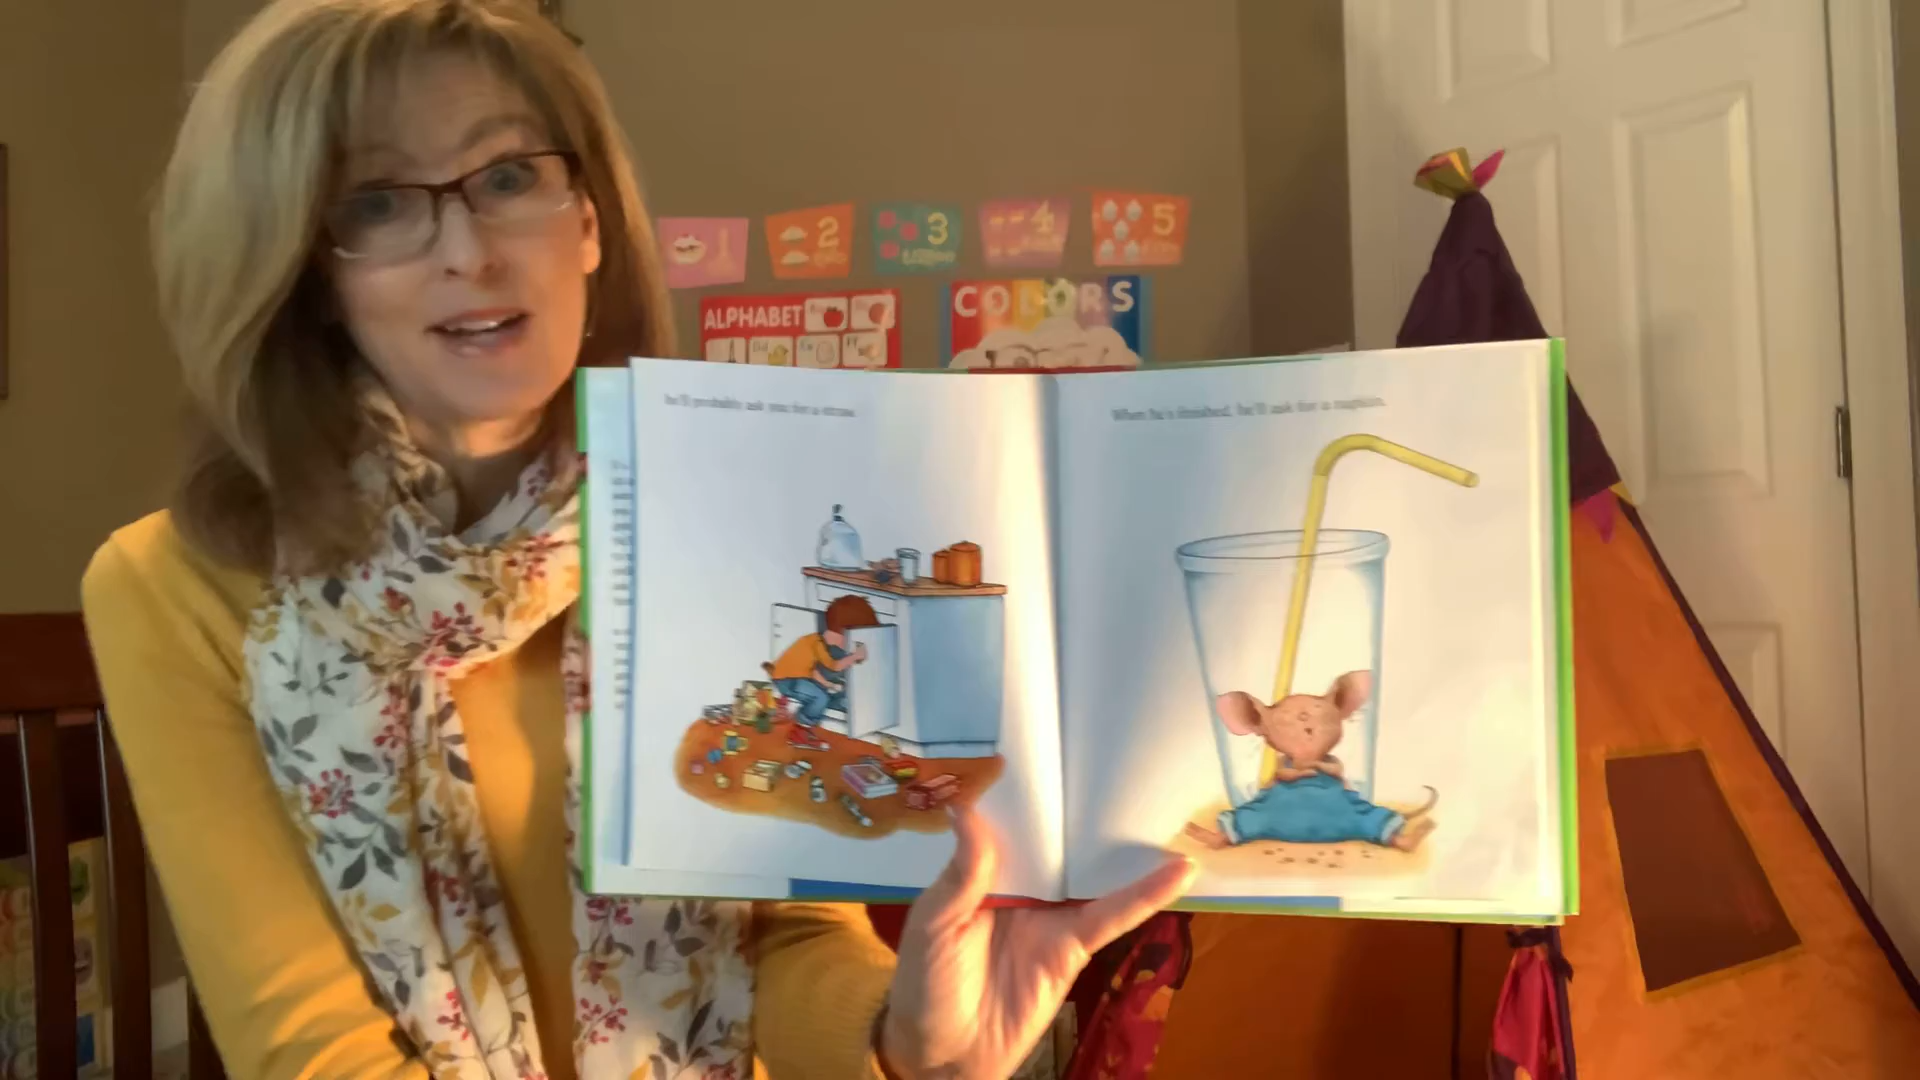 1
2
3
4
5
ALPHABET
COLORS
he'll probably ask you for a straw.
When he's finished, he'll ask for a napkin.